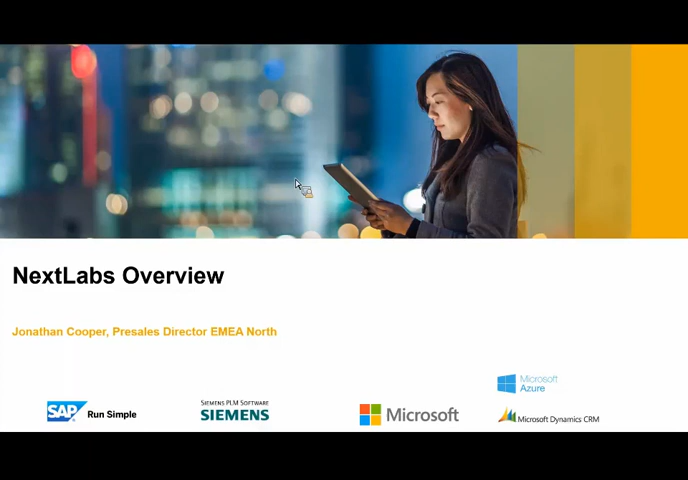 NextLabs Overview
Jonathan Cooper, Presales Director EMEA North
Microsoft
Azure
SAP Run Simple
SIEMENS PLM SOFTWARE
SIEMENS
Microsoft
Microsoft Dynamics CRM